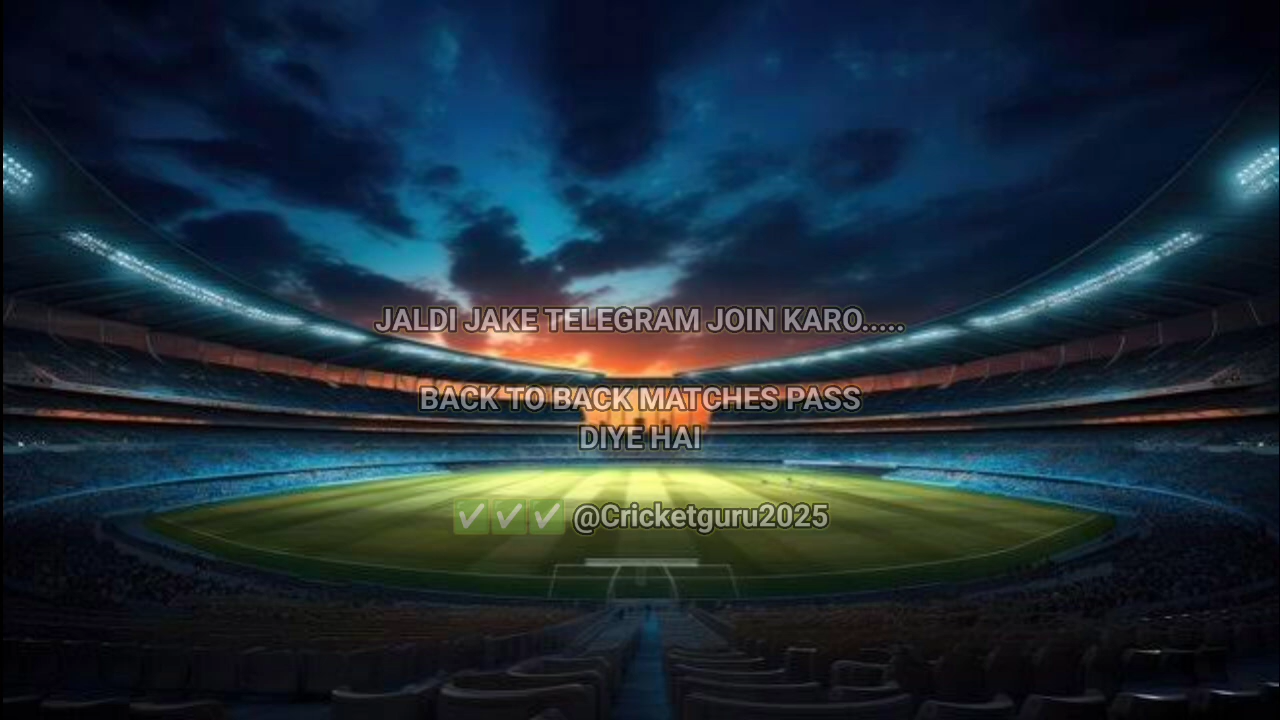 JALDI JAKE TELEGRAM JOIN KARO.....
BACK TO BACK MATCHES PASS
DIYE HAI
✅✅✅ @Cricketguru2025